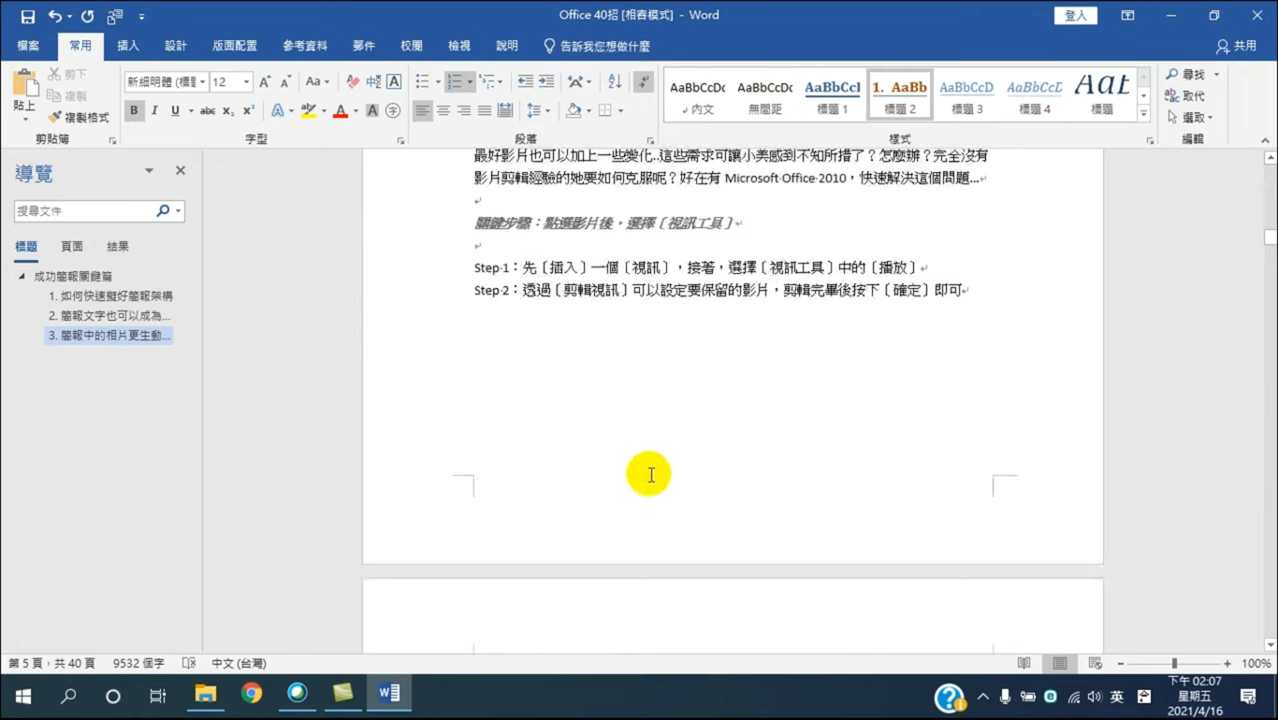 Office 40招 [相容模式] - Word
登入
檔案 常用 插入 設計 版面配置 參考資料 郵件 校閱 檢視 說明 告訴我您想做什麼 共用
貼上
剪下
複製
複製格式
剪貼簿
新細明體 (標題 12
字型
段落
AaBbCcDc AaBbCcDc AaBbCcI 1. AaBb AaBbCcD AaBbCcD AaI
內文 無間距 標題 1 標題 2 標題 3 標題 4 標題
樣式
尋找
取代
選取
編輯
導覽
搜尋文件
標題 頁面 結果
成功簡報關鍵篇
1. 如何快速擬好簡報架構
2. 簡報文字也可以成為...
3. 簡報中的相片更生動...
最好影片也可以加上一些變化..這些需求可讓小美感到不知所措了？怎麼辦？完全沒有
影片剪輯經驗的她要如何克服呢？好在有 Microsoft Office 2010，快速解決這個問題...
關鍵步驟：點選影片後，選擇〔視訊工具〕
Step 1：先〔插入〕一個〔視訊〕，接著，選擇〔視訊工具〕中的〔播放〕
Step 2：透過〔剪輯視訊〕可以設定要保留的影片，剪輯完畢後按下〔確定〕即可
第 5 頁，共 40 頁 9532 個字 中文 (台灣) 100%
英
下午 02:07
星期五
2021/4/16